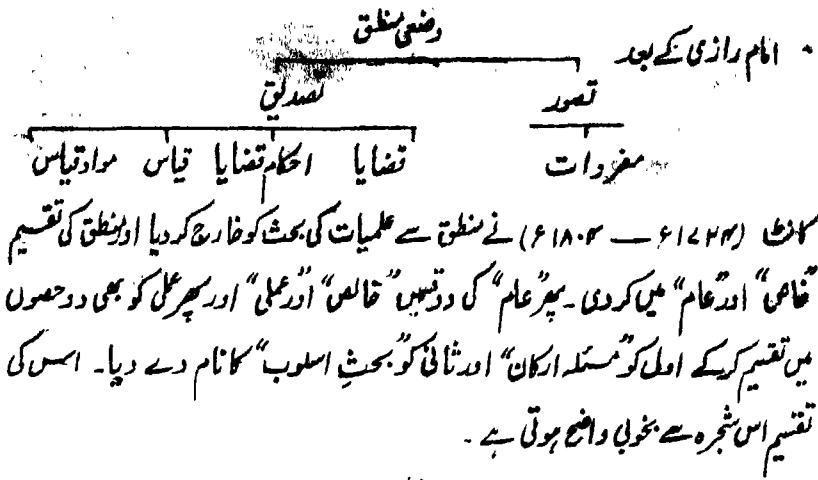 وضعی منطق
امام رازی کے بعد
تصور تصدیق
مفردات قضایا احکام قضایا قیاس مواد قیاس
کانٹ (۱۷۲۴ء — ۱۸۰۴ء) نے منطق سے علمیات کی بحث کو خارج کر دیا اور منطق کی تقسیم
"خاص" اور "عام" میں کر دی۔ پھر "عام" کی دو قسمیں "خالص" اور "عملی" اور پھر عملی کو بھی دو حصوں
میں تقسیم کر کے اولیٰ کو "مسئلہ ارکان" اور ثانی کو "بحثِ اسلوب" کا نام دے دیا۔ اس کی
تقسیم اس شجرہ سے بخوبی واضح ہوتی ہے۔